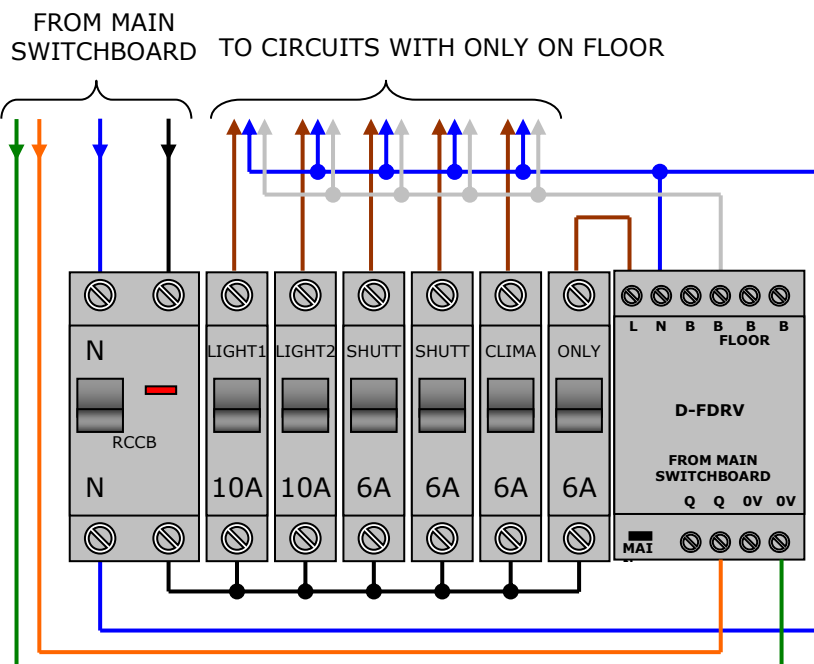 FROM MAIN
SWITCHBOARD
TO CIRCUITS WITH ONLY ON FLOOR
L N B B B B
FLOOR
N
LIGHT1 LIGHT2 SHUTT SHUTT CLIMA ONLY
D-FDRV
RCCB
FROM MAIN
SWITCHBOARD
N 10A 10A 6A 6A 6A 6A
Q Q 0V 0V
MAI